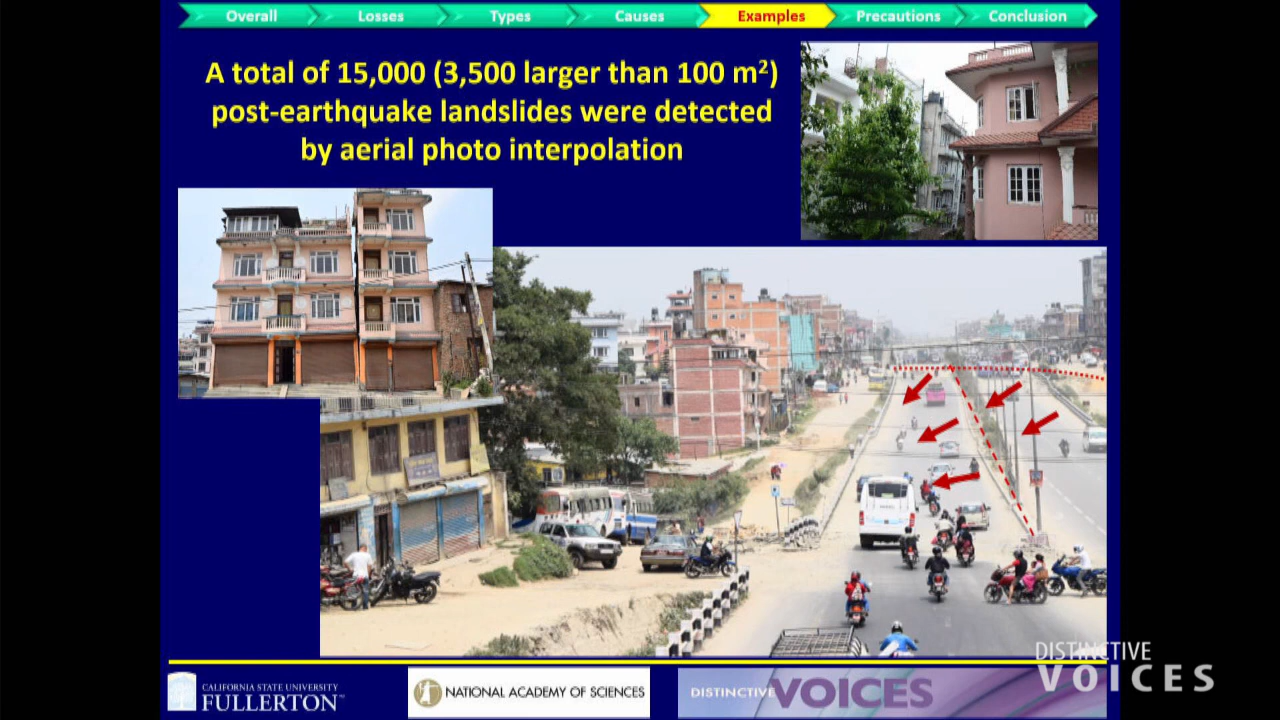 Overall
Losses
Types
Causes
Examples
Precautions
Conclusion
A total of 15,000 (3,500 larger than 100 m²)
post-earthquake landslides were detected
by aerial photo interpolation
CALIFORNIA STATE UNIVERSITY
FULLERTON
NATIONAL ACADEMY OF SCIENCES
DISTINCTIVE VOICES
DISTINCTIVE
VOICES